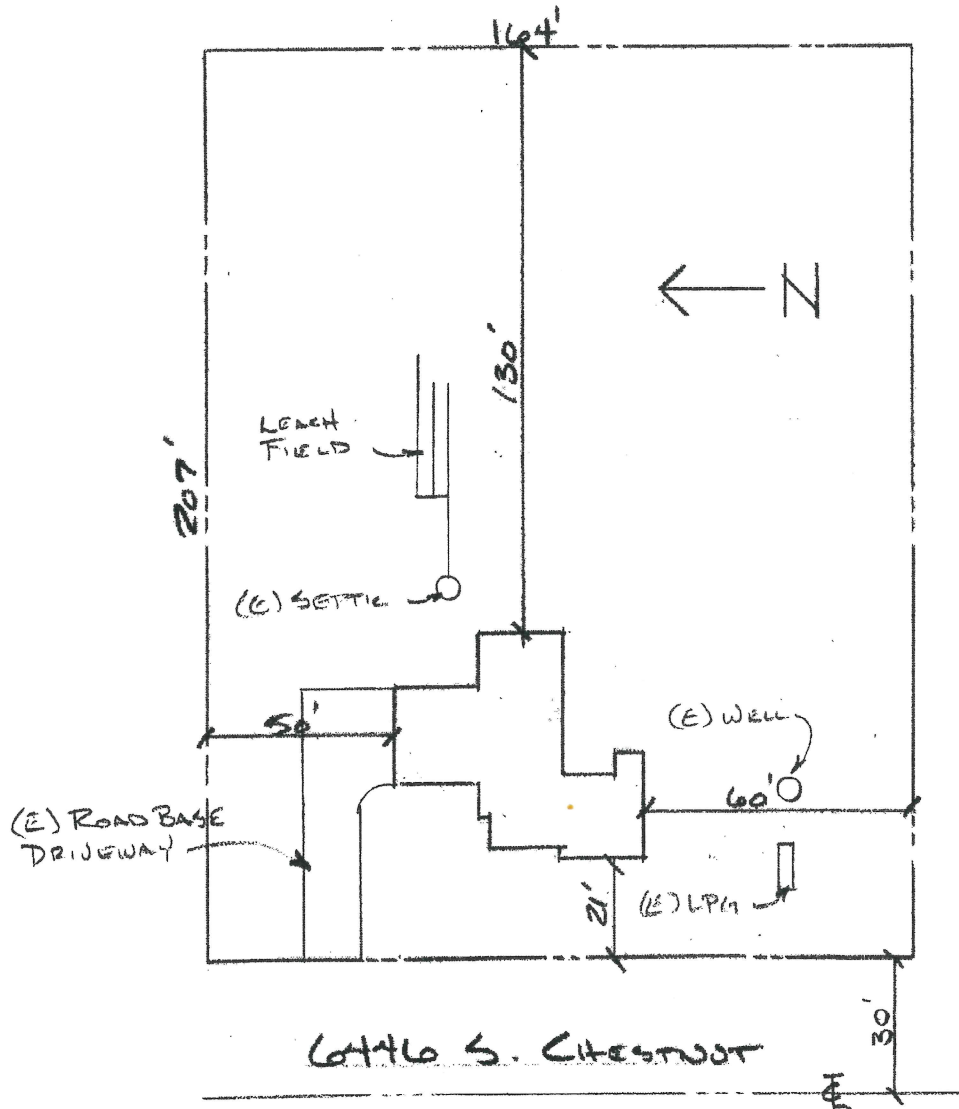 164'
N
130'
LEACH
FIELD
207'
(E) SEPTIC
50'
(E) WELL
60'
(E) ROAD BASE
DRIVEWAY
21'
(E) LPG
30'
6446 S. CHESTNUT
℄